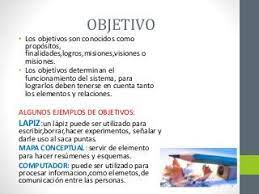 OBJETIVO
• Los objetivos son conocidos como
propósitos,
finalidades,logros,misiones,visiones o
misiones.
• Los objetivos determinan el
funcionamiento del sistema, para
lograrlos deben tenerse en cuenta tanto
los elementos y relaciones.
ALGUNOS EJEMPLOS DE OBJETIVOS:
LAPIZ:un lápiz puede ser utilizado para
escribir,borrar,hacer experimentos, señalar y
darle uso al saca puntas.
MAPA CONCEPTUAL: servir de elemento
para hacer resúmenes y esquemas.
COMPUTADOR: puede ser utilizado para
procesar informacion,como elemetos,de
comunicación entre las personas.